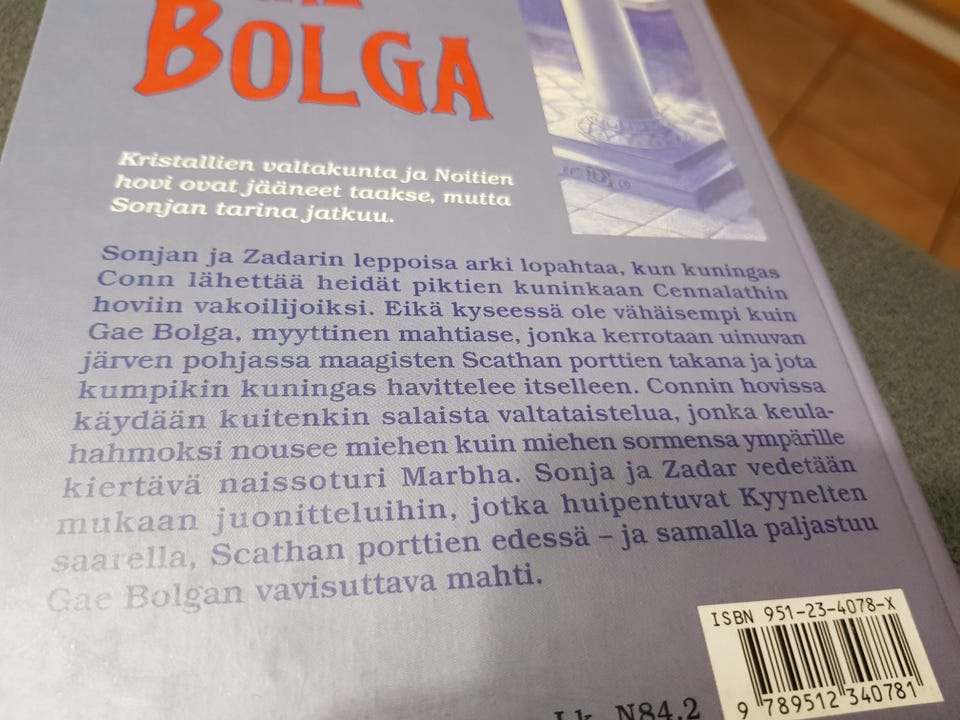 BOLGA
Kristallien valtakunta ja Noitien
hovi ovat jääneet taakse, mutta
Sonjan tarina jatkuu.
Sonjan ja Zadarin leppoisa arki lopahtaa, kun kuningas
Conn lähettää heidät piktien kuninkaan Cennalathin
hoviin vakoilijoiksi. Eikä kyseessä ole vähäisempi kuin
Gae Bolga, myyttinen mahtiase, jonka kerrotaan uinuvan
järven pohjassa maagisten Scathan porttien takana ja jota
kumpikin kuningas havittelee itselleen. Connin hovissa
käydään kuitenkin salaista valtataistelua, jonka keula-
hahmoksi nousee miehen kuin miehen sormensa ympärille
kiertävä naissoturi Marbha. Sonja ja Zadar vedetään
mukaan juonitteluihin, jotka huipentuvat Kyynelten
saarella, Scathan porttien edessä – ja samalla paljastuu
Gae Bolgan vavisuttava mahti.
ISBN 951-23-4078-X
9 789512 340781
N84.2